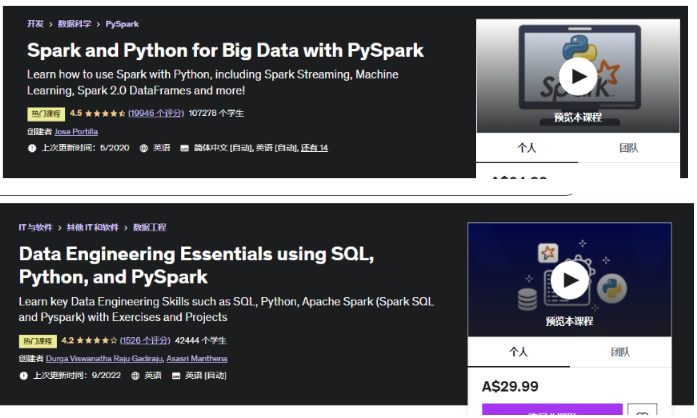 开发 > 数据科学 > PySpark
Spark and Python for Big Data with PySpark
Learn how to use Spark with Python, including Spark Streaming, Machine
Learning, Spark 2.0 DataFrames and more!
热门课程 4.5 (19946 个评分) 107278 个学生
创建者 Jose Portilla
上次更新时间：5/2020 英语 简体中文 [自动], 英语 [自动], 还有 14
预览本课程
个人 团队
IT 与软件 > 其他 IT 和软件 > 数据工程
Data Engineering Essentials using SQL,
Python, and PySpark
Learn key Data Engineering Skills such as SQL, Python, Apache Spark (Spark SQL
and Pyspark) with Exercises and Projects
热门课程 4.2 (1526 个评分) 42444 个学生
创建者 Durga Viswanatha Raju Gadiraju, Asasri Manthena
上次更新时间：9/2022 英语 英语 [自动]
预览本课程
个人 团队
A$29.99